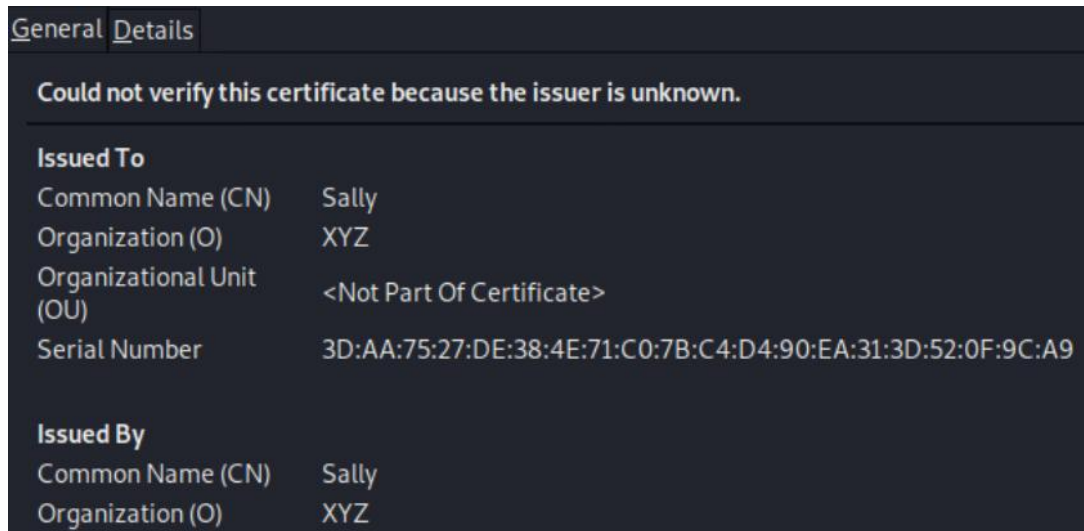 General Details
Could not verify this certificate because the issuer is unknown.
Issued To
Common Name (CN) Sally
Organization (O) XYZ
Organizational Unit
(OU) <Not Part Of Certificate>
Serial Number 3D:AA:75:27:DE:38:4E:71:C0:7B:C4:D4:90:EA:31:3D:52:0F:9C:A9
Issued By
Common Name (CN) Sally
Organization (O) XYZ